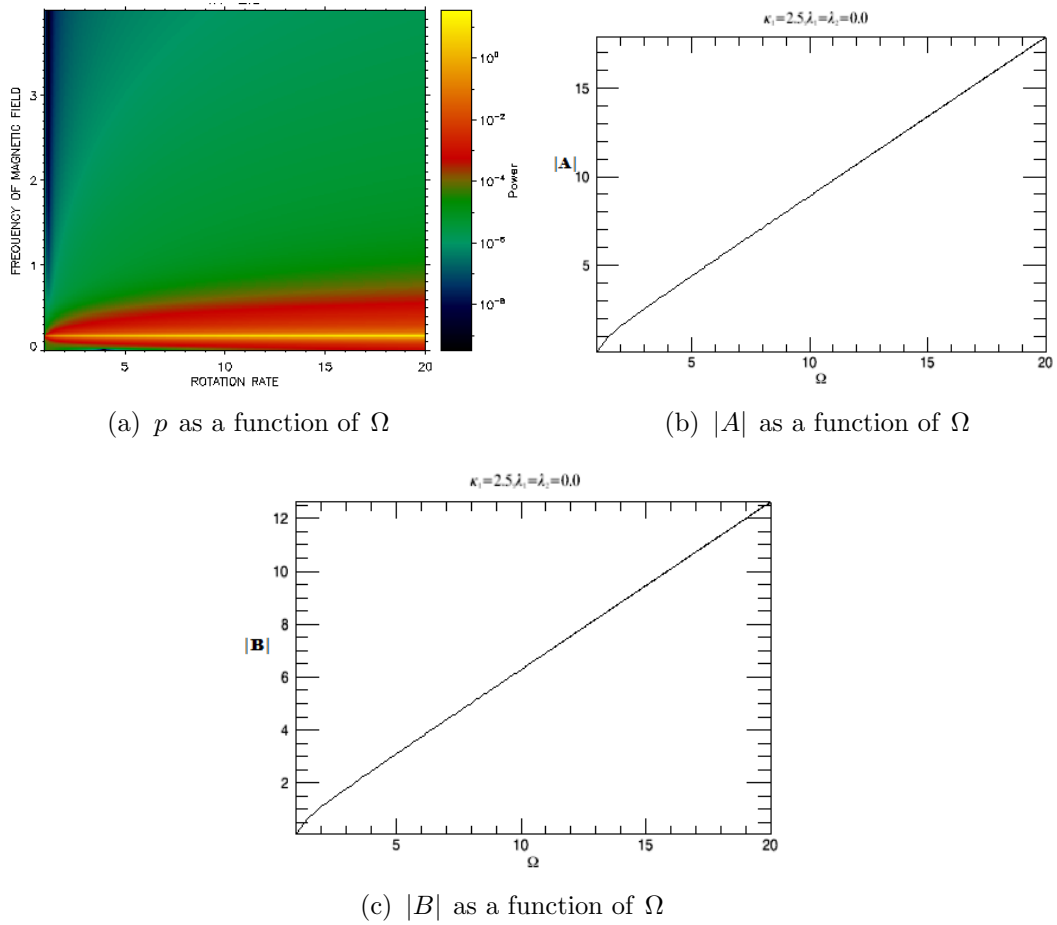 κ₁=2.5,λ₁=λ₂=0.0
FREQUENCY OF MAGNETIC FIELD
3
2
1
0
5
10
15
20
ROTATION RATE
10⁰
10⁻²
10⁻⁴
10⁻⁶
10⁻⁸
Power
|A|
15
10
5
5
10
15
20
Ω
(a) p as a function of Ω
(b) |A| as a function of Ω
κ₁=2.5,λ₁=λ₂=0.0
|B|
12
10
8
6
4
2
5
10
15
20
Ω
(c) |B| as a function of Ω